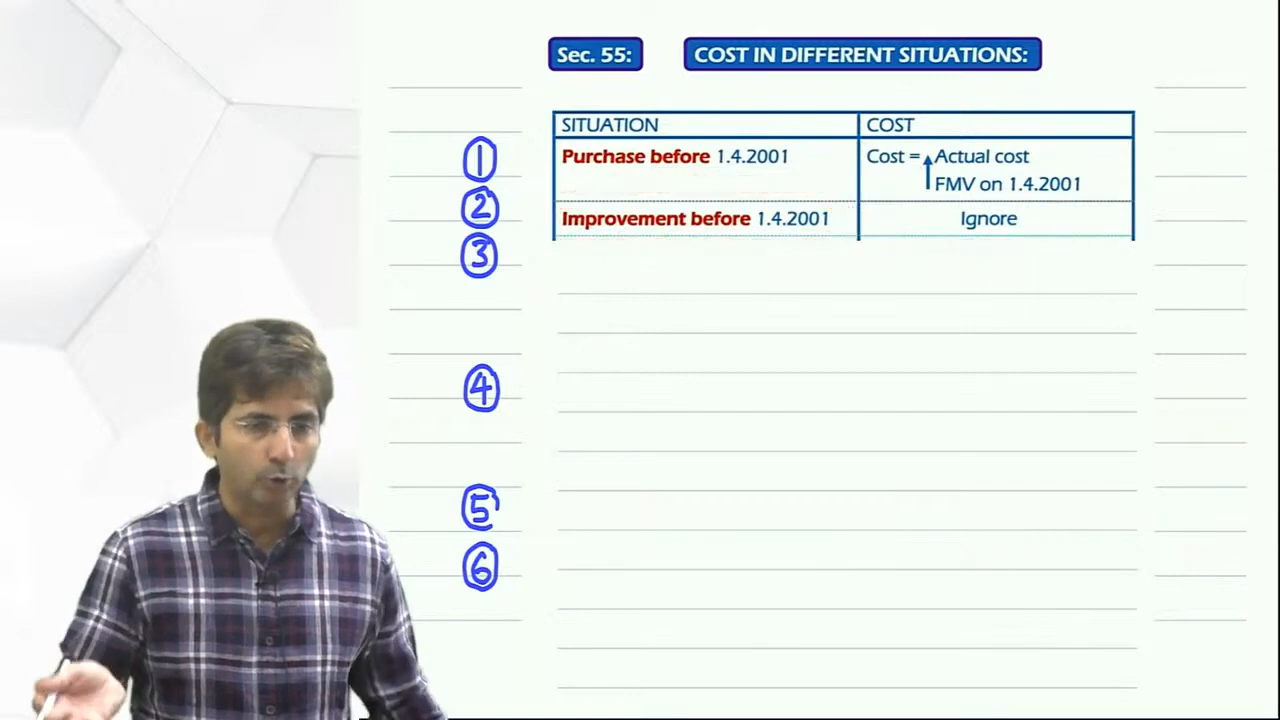 Sec. 55: COST IN DIFFERENT SITUATIONS:
SITUATION COST
① Purchase before 1.4.2001 Cost = Actual cost
FMV on 1.4.2001
② Improvement before 1.4.2001 Ignore
③
④
⑤
⑥